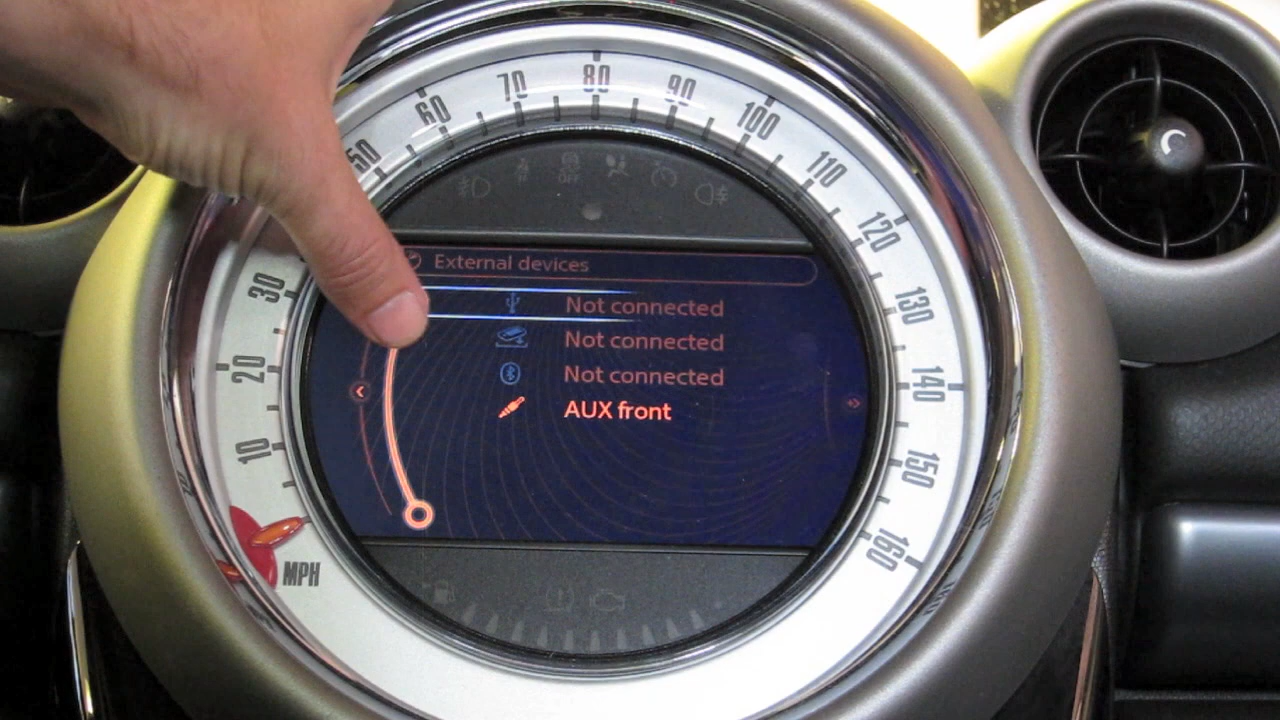 External devices
Not connected
Not connected
Not connected
AUX front
10
20
30
50
60
70
80
90
100
110
120
130
140
150
160
MPH